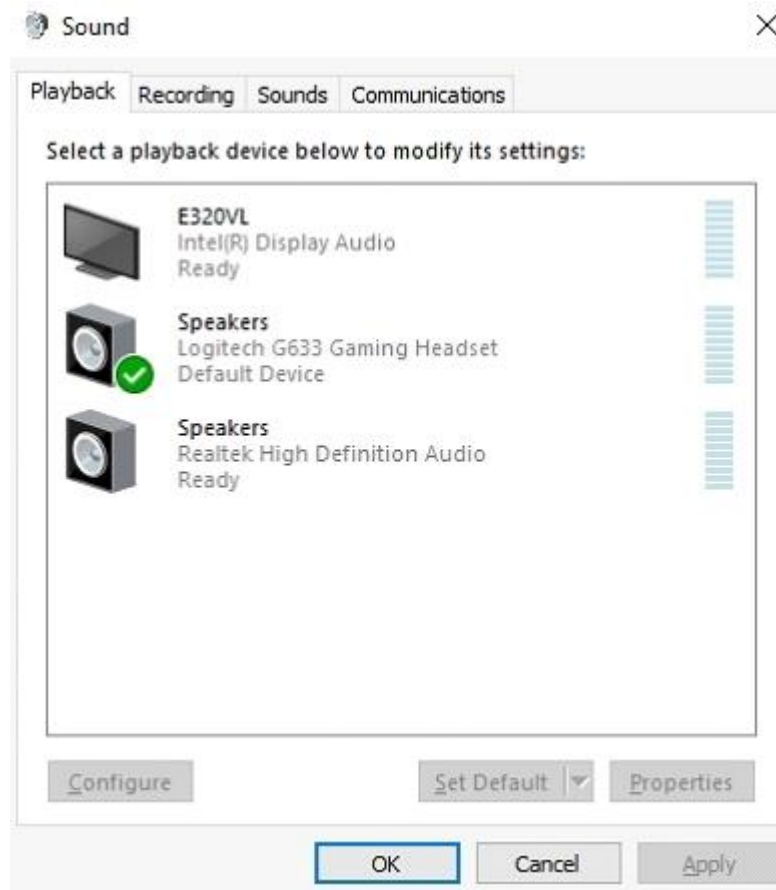 Sound
Playback Recording Sounds Communications
Select a playback device below to modify its settings:
E320VL
Intel(R) Display Audio
Ready
Speakers
Logitech G633 Gaming Headset
Default Device
Speakers
Realtek High Definition Audio
Ready
Configure Set Default Properties
OK Cancel Apply